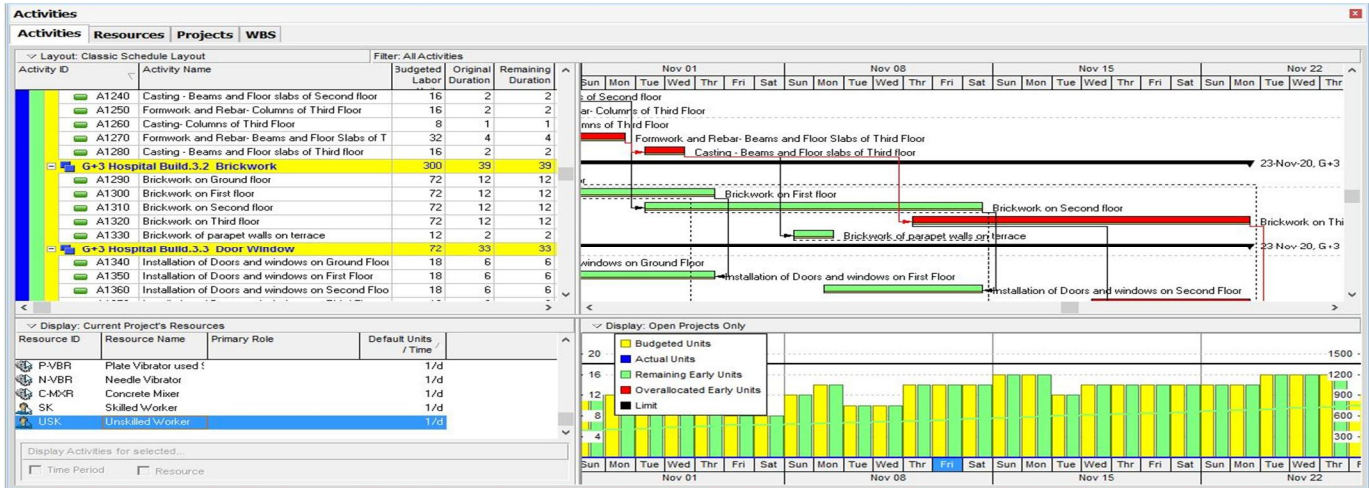 Activities
Activities Resources Projects WBS
Layout: Classic Schedule Layout Filter: All Activities
Activity ID Activity Name Budgeted Labor Original Duration Remaining Duration
A1240 Casting - Beams and Floor slabs of Second floor 16 2 2
A1250 Formwork and Rebar- Columns of Third Floor 16 2 2
A1260 Casting- Columns of Third Floor 8 1 1
A1270 Formwork and Rebar- Beams and Floor Slabs of T 32 4 4
A1280 Casting - Beams and Floor slabs of Third floor 16 2 2
G+3 Hospital Build.3.2 Brickwork 300 39 39
A1290 Brickwork on Ground floor 72 12 12
A1300 Brickwork on First floor 72 12 12
A1310 Brickwork on Second floor 72 12 12
A1320 Brickwork on Third floor 72 12 12
A1330 Brickwork of parapet walls on terrace 12 2 2
G+3 Hospital Build.3.3 Door Window 72 33 33
A1340 Installation of Doors and windows on Ground Floor 18 6 6
A1350 Installation of Doors and windows on First Floor 18 6 6
A1360 Installation of Doors and windows on Second Floo 18 6 6
Nov 01 Nov 08 Nov 15 Nov 22
Sun Mon Tue Wed Thr Fri Sat Sun Mon Tue Wed Thr Fri Sat Sun Mon Tue Wed Thr Fri Sat Sun Mon Tue Wed Thr
s of Second floor
ar- Columns of Third Floor
mns of Third Floor
Formwork and Rebar- Beams and Floor Slabs of Third Floor
Casting - Beams and Floor slabs of Third floor
23-Nov-20, G+3
Brickwork on First floor
Brickwork on Second floor
Brickwork on Thi
Brickwork of parapet walls on terrace
23-Nov-20, G+3
windows on Ground Floor
Installation of Doors and windows on First Floor
Installation of Doors and windows on Second Floor
Display: Current Project's Resources
Resource ID Resource Name Primary Role Default Units / Time
P-VBR Plate Vibrator used S 1/d
N-VBR Needle Vibrator 1/d
C-MXR Concrete Mixer 1/d
SK Skilled Worker 1/d
USK Unskilled Worker 1/d
Display Activities for selected...
Time Period Resource
Display: Open Projects Only
Budgeted Units
Actual Units
Remaining Early Units
Overallocated Early Units
Limit
20 1500
16 1200
12 900
8 600
4 300
Sun Mon Tue Wed Thr Fri Sat Sun Mon Tue Wed Thr Fri Sat Sun Mon Tue Wed Thr Fri Sat Sun Mon Tue Wed Thr F
Nov 01 Nov 08 Nov 15 Nov 22